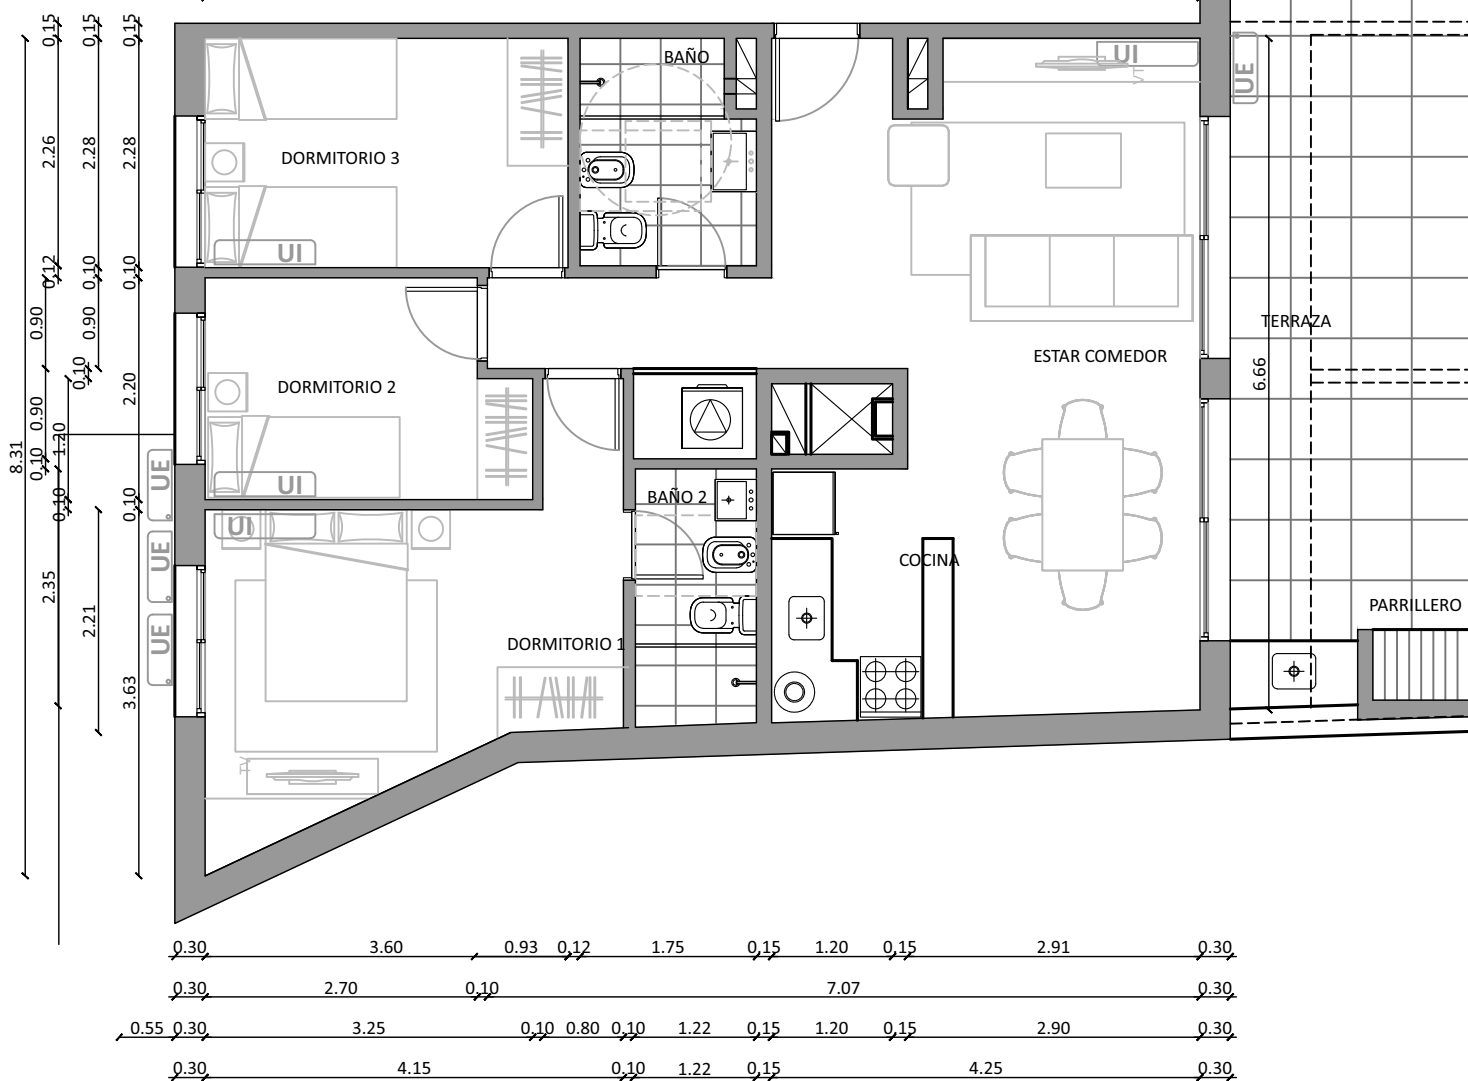 BAÑO
UI
UE
DORMITORIO 3
UI
TERRAZA
ESTAR COMEDOR
6.66
DORMITORIO 2
UI
BAÑO 2
UI
COCINA
PARRILLERO
DORMITORIO 1
TV
TV
UE
UE
UE
0.15
0.15
0.15
2.26
2.28
2.28
0.12
0.10
0.10
0.90
0.90
0.10
2.20
0.90
1.20
8.31
0.10
0.10
0.10
2.35
2.21
3.63
0.30 3.60 0.93 0.12 1.75 0.15 1.20 0.15 2.91 0.30
0.30 2.70 0.10 7.07 0.30
0.55 0.30 3.25 0.10 0.80 0.10 1.22 0.15 1.20 0.15 2.90 0.30
0.30 4.15 0.10 1.22 0.15 4.25 0.30